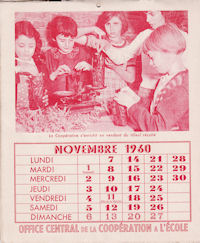 La Coopérative s'enrichit en vendant du tilleul récolté
NOVEMBRE 1960
LUNDI 7 14 21 28
MARDI 1 8 15 22 29
MERCREDI 2 9 16 23 30
JEUDI 3 10 17 24
VENDREDI 4 11 18 25
SAMEDI 5 12 19 26
DIMANCHE 6 13 20 27
OFFICE CENTRAL DE LA COOPÉRATION A L'ÉCOLE